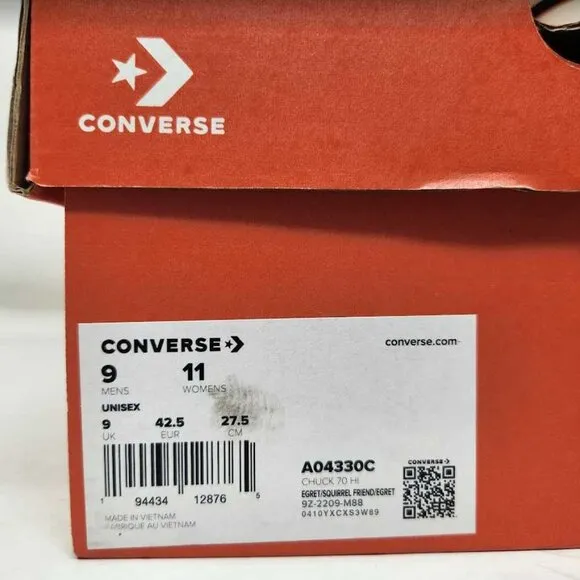 CONVERSE
CONVERSE
converse.com
9 11
MENS WOMENS
UNISEX
9 42.5 27.5
UK EUR CM
1 94434 12876 5
MADE IN VIETNAM
FABRIQUE AU VIETNAM
A04330C
CHUCK 70 HI
EGRET/SQUIRREL FRIEND/EGRET
9Z-2209-M88
0410YXCXS3W89
CONVERSE